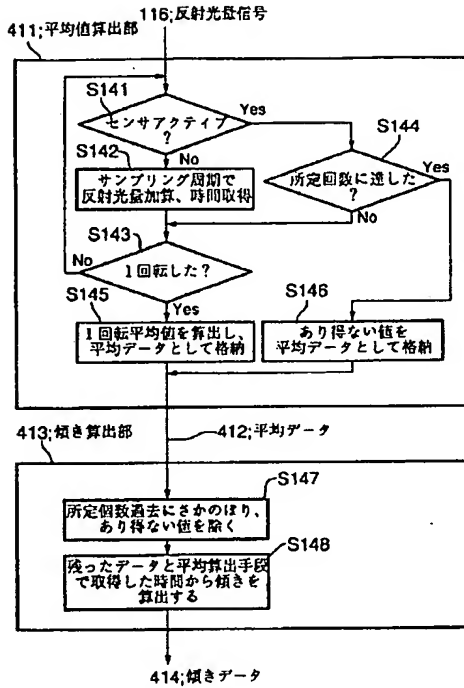 116;反射光量信号
411;平均値算出部
S141
センサアクティブ
?
Yes
No
S142
サンプリング周期で
反射光量加算、時間取得
S144
所定回数に達した
?
Yes
No
S143
1回転した?
No
Yes
S145
1回転平均値を算出し、
平均データとして格納
S146
あり得ない値を
平均データとして格納
413;傾き算出部
412;平均データ
S147
所定個数過去にさかのぼり、
あり得ない値を除く
S148
残ったデータと平均算出手段
で取得した時間から傾きを
算出する
414;傾きデータ